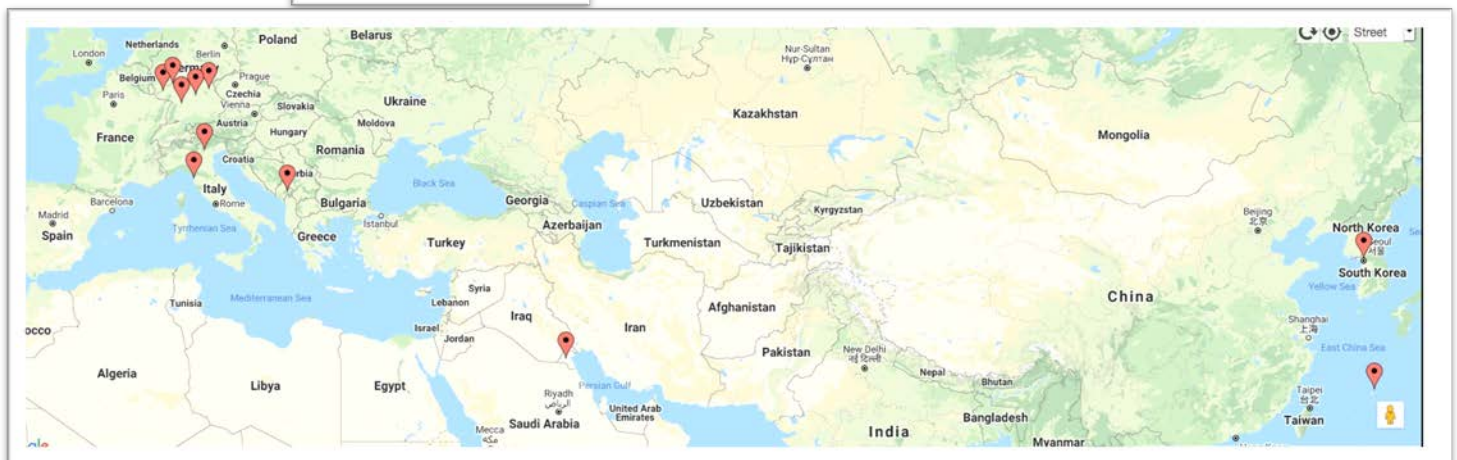 Street
London
Netherlands
Berlin
Poland
Belarus
Belgium
Prague
Czechia
Paris
Vienna
Slovakia
Austria
France
Hungary
Moldova
Ukraine
Romania
Croatia
Italy
Rome
Bulgaria
Black Sea
Barcelona
Madrid
Spain
Tyrrhenian Sea
Greece
Istanbul
Turkey
Georgia
Azerbaijan
Caspian Sea
Nur-Sultan
Нұр-Сұлтан
Kazakhstan
Mongolia
Uzbekistan
Kyrgyzstan
Turkmenistan
Tajikistan
Beijing
北京
North Korea
Seoul
서울
South Korea
Yellow Sea
China
Tunisia
Mediterranean Sea
Syria
Lebanon
Iraq
Israel
Jordan
Iran
Afghanistan
Pakistan
New Delhi
नई दिल्ली
Nepal
Bhutan
Shanghai
上海
East China Sea
Algeria
Libya
Egypt
Persian Gulf
Riyadh
الرياض
Saudi Arabia
United Arab
Emirates
Mecca
مكة
India
Bangladesh
Myanmar
Taipei
台北
Taiwan